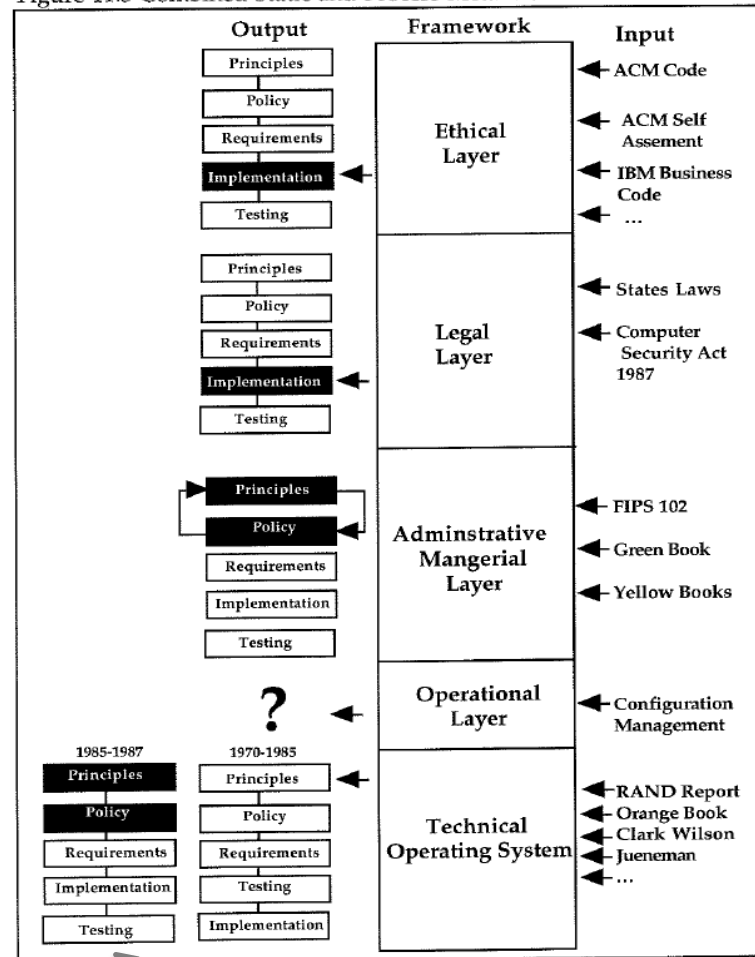 Output
Framework
Input
Principles
Policy
Requirements
Implementation
Testing
Ethical
Layer
ACM Code
ACM Self
Assement
IBM Business
Code
...
Principles
Policy
Requirements
Implementation
Testing
Legal
Layer
States Laws
Computer
Security Act
1987
Principles
Policy
Requirements
Implementation
Testing
Adminstrative
Mangerial
Layer
FIPS 102
Green Book
Yellow Books
?
Operational
Layer
Configuration
Management
1985-1987
Principles
Policy
Requirements
Implementation
Testing
1970-1985
Principles
Policy
Requirements
Testing
Implementation
Technical
Operating System
RAND Report
Orange Book
Clark Wilson
Jueneman
...